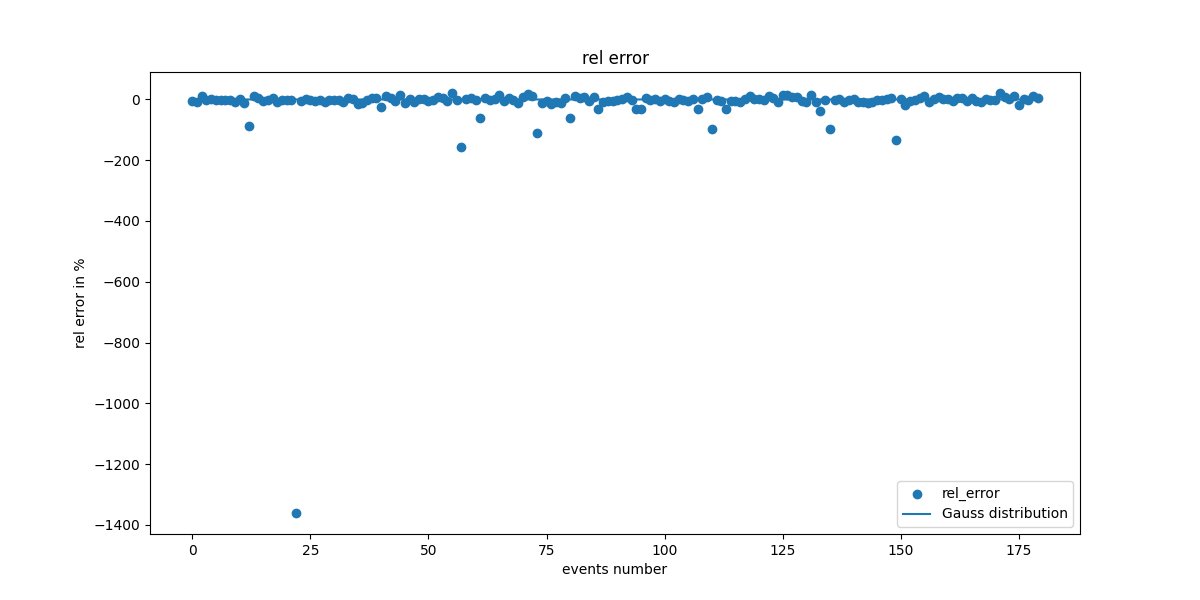 rel error
rel error in %
0
−200
−400
−600
−800
−1000
−1200
−1400
0 25 50 75 100 125 150 175
events number
rel_error
Gauss distribution